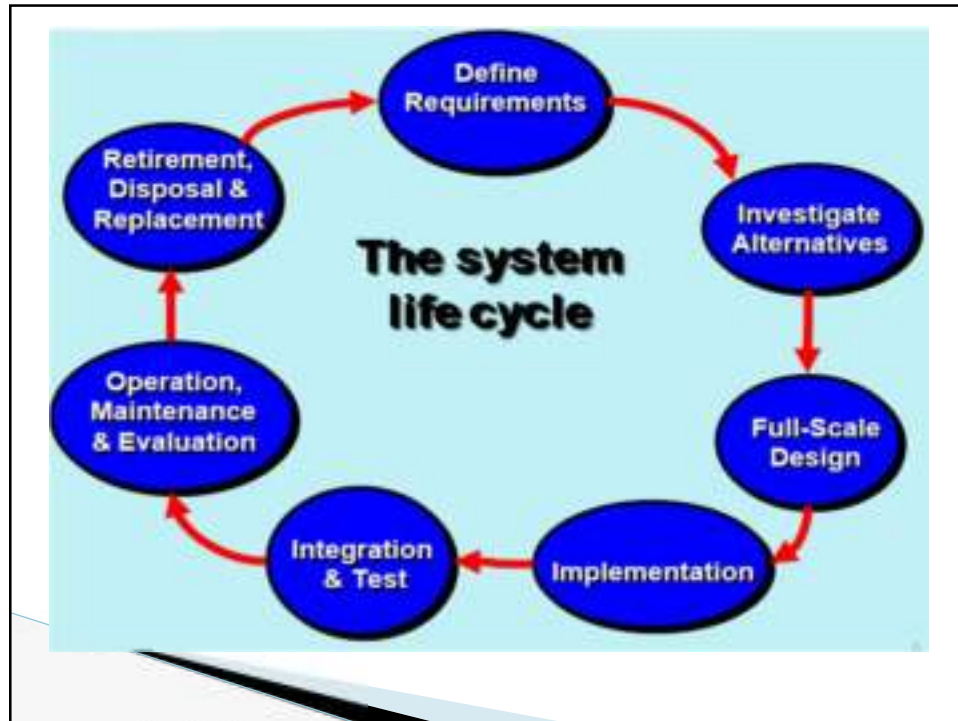 The system
life cycle
Define
Requirements
Investigate
Alternatives
Full-Scale
Design
Implementation
Integration
& Test
Operation,
Maintenance
& Evaluation
Retirement,
Disposal &
Replacement